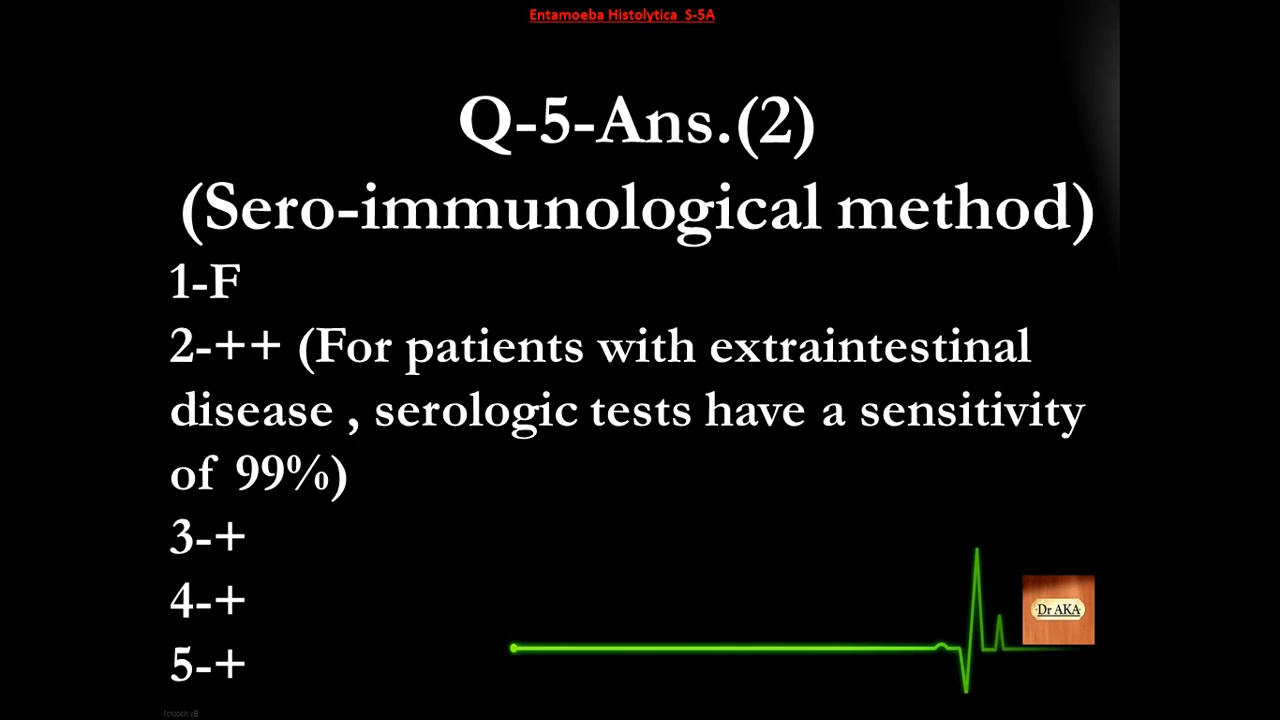 Entamoeba Histolytica S-5A
Q-5-Ans.(2)
(Sero-immunological method)
1-F
2-++ (For patients with extraintestinal
disease , serologic tests have a sensitivity
of 99%)
3-+
4-+
5-+
Dr AKA